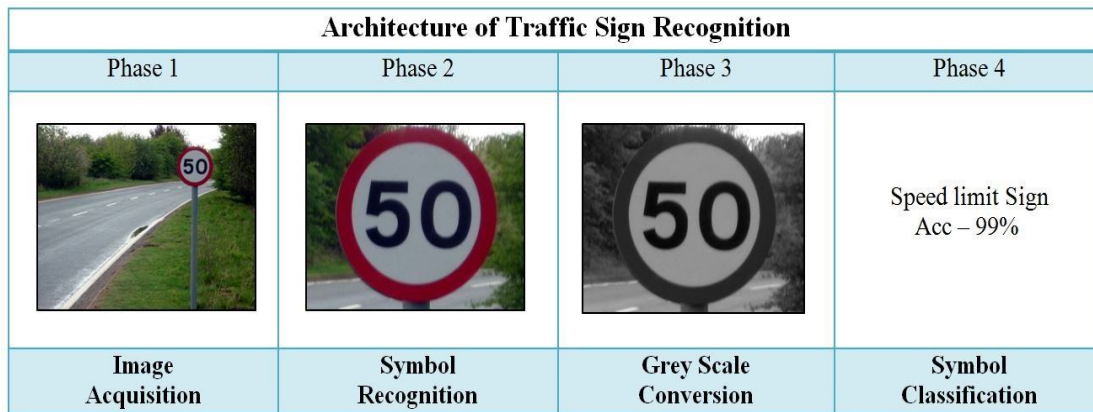 Architecture of Traffic Sign Recognition
Phase 1
Phase 2
Phase 3
Phase 4
50
50
50
Speed limit Sign
Acc – 99%
Image
Acquisition
Symbol
Recognition
Grey Scale
Conversion
Symbol
Classification